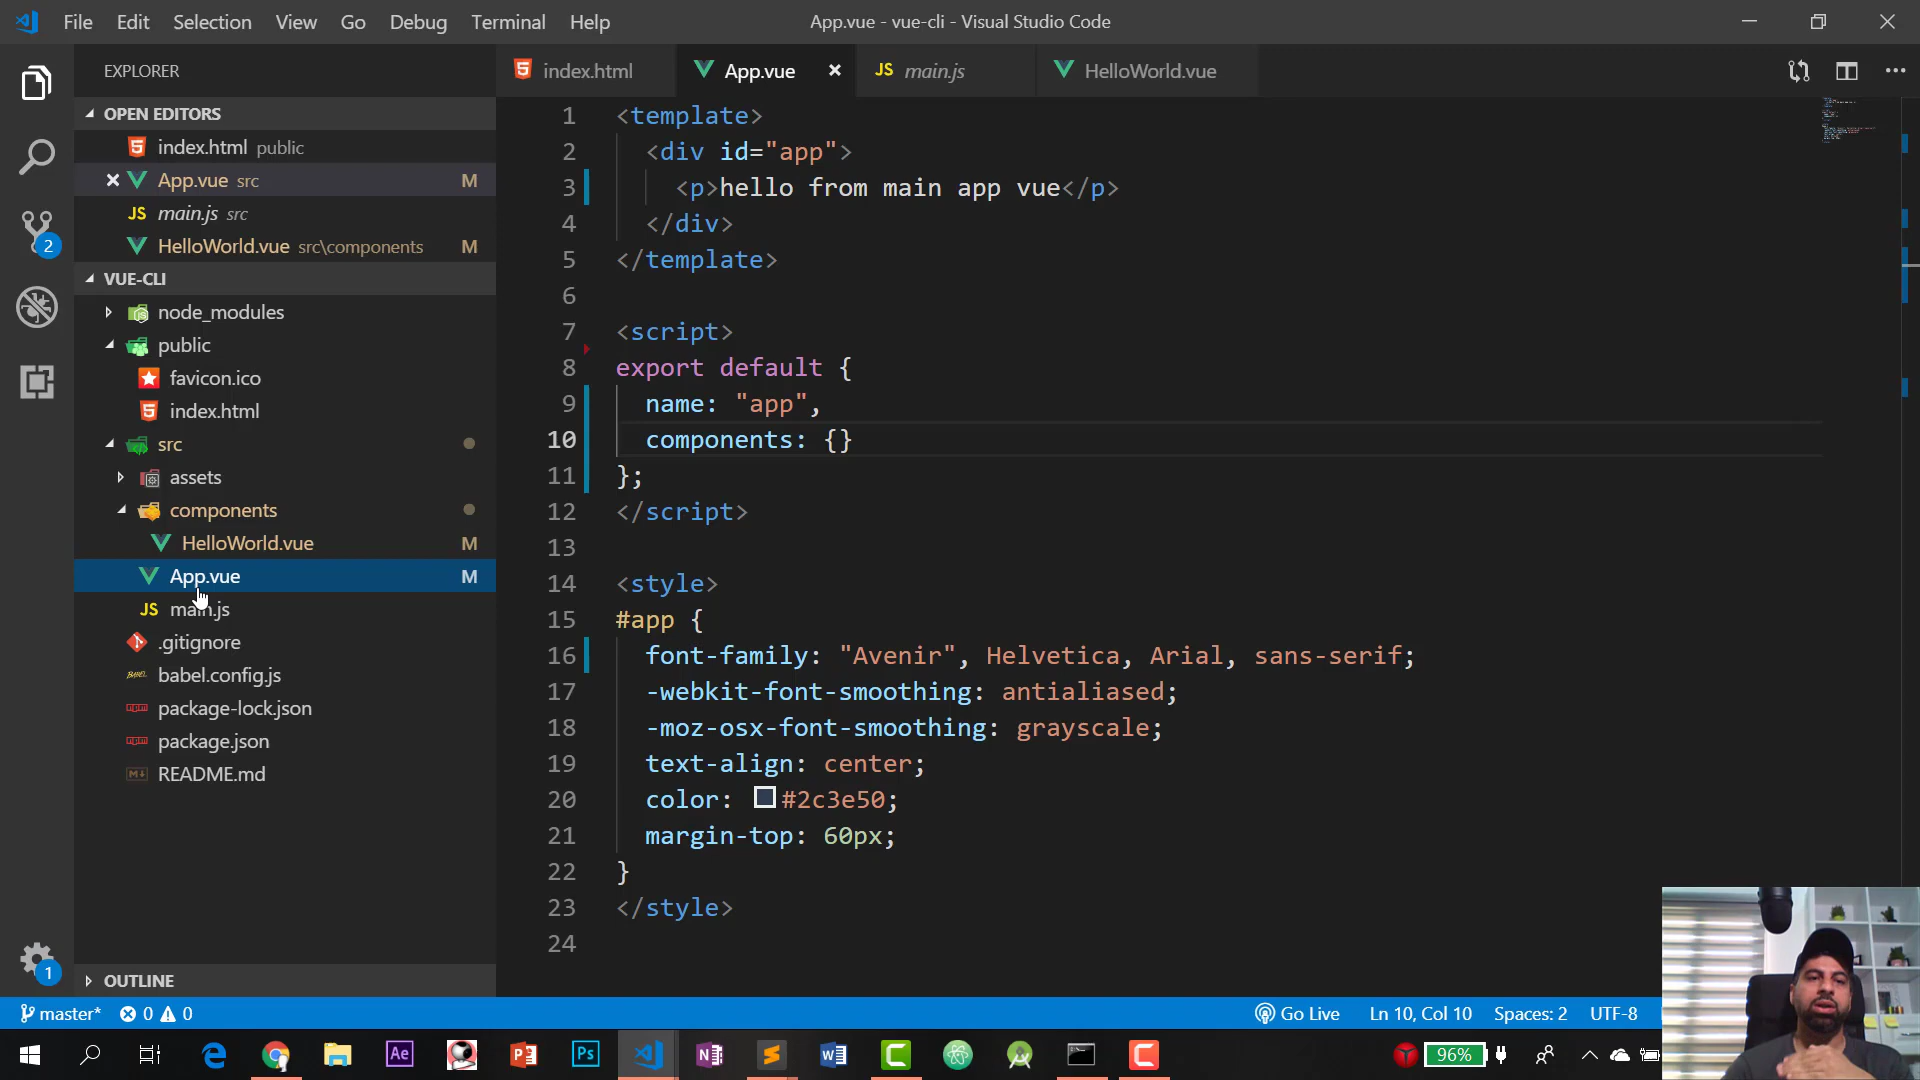 File Edit Selection View Go Debug Terminal Help
App.vue - vue-cli - Visual Studio Code
EXPLORER
OPEN EDITORS
index.html public
App.vue src M
JS main.js src
HelloWorld.vue src\components M
VUE-CLI
node_modules
public
favicon.ico
index.html
src
assets
components
HelloWorld.vue M
App.vue M
JS main.js
.gitignore
babel.config.js
package-lock.json
package.json
README.md
OUTLINE
2
1
index.html
App.vue
JS main.js
HelloWorld.vue
1 <template>
2 <div id="app">
3 <p>hello from main app vue</p>
4 </div>
5 </template>
6
7 <script>
8 export default {
9 name: "app",
10 components: {}
11 };
12 </script>
13
14 <style>
15 #app {
16 font-family: "Avenir", Helvetica, Arial, sans-serif;
17 -webkit-font-smoothing: antialiased;
18 -moz-osx-font-smoothing: grayscale;
19 text-align: center;
20 color: #2c3e50;
21 margin-top: 60px;
22 }
23 </style>
24
master* 0 0 Go Live Ln 10, Col 10 Spaces: 2 UTF-8
Ae Ps 96%